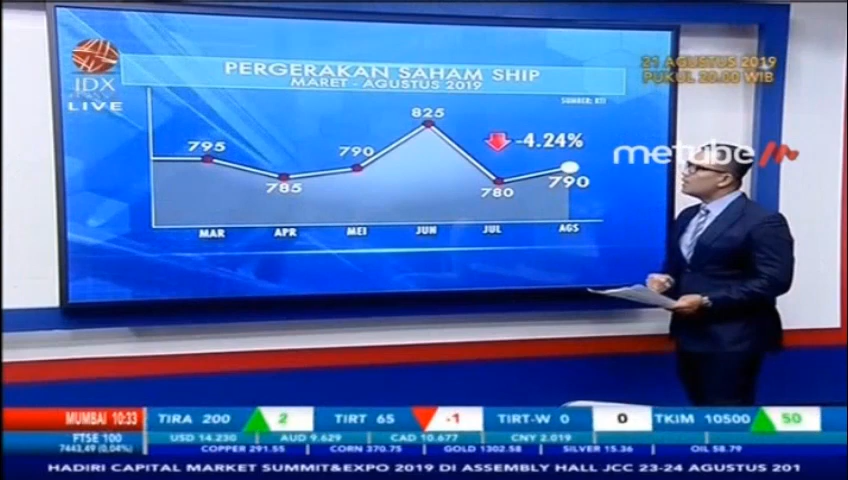 IDX
LIVE
PERGERAKAN SAHAM SHIP
MARET - AGUSTUS 2019
SUMBER: RTI
21 AGUSTUS 2019
PUKUL 20.00 WIB
metube
825
-4.24%
795
790
785
780
790
MAR APR MEI JUN JUL AGS
MUMBAI 10:33 TIRA 200 2 TIRT 65 -1 TIRT-W 0 0 TKIM 10500 50
FTSE 100 USD 14.230 AUD 9.629 CAD 10.677 CNY 2.019
7443,49 (0,04%) COPPER 291.55 CORN 370.75 GOLD 1302.58 SILVER 15.36 OIL 58.79
HADIRI CAPITAL MARKET SUMMIT&EXPO 2019 DI ASSEMBLY HALL JCC 23-24 AGUSTUS 201